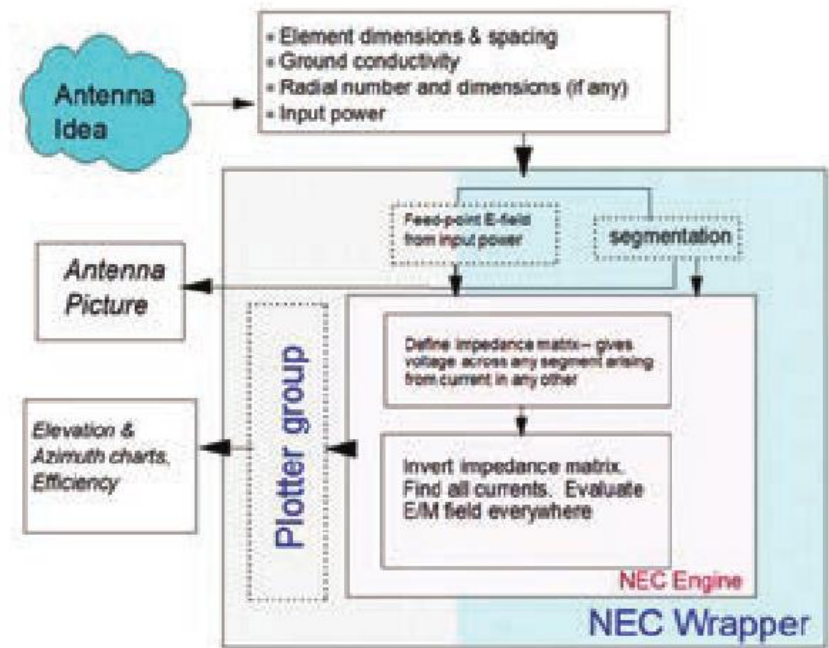 Antenna
Idea
Element dimensions & spacing
Ground conductivity
Radial number and dimensions (if any)
Input power
Feed-point E-field
from input power
segmentation
Antenna
Picture
Define impedance matrix – gives
voltage across any segment arising
from current in any other
Elevation &
Azimuth charts,
Efficiency
Plotter group
Invert impedance matrix.
Find all currents. Evaluate
E/M field everywhere
NEC Engine
NEC Wrapper